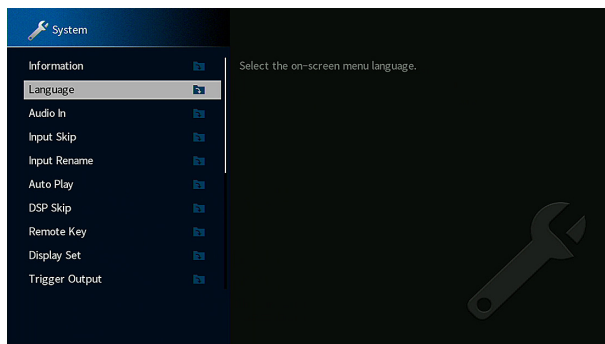 System
Information
Language
Audio In
Input Skip
Input Rename
Auto Play
DSP Skip
Remote Key
Display Set
Trigger Output
Select the on-screen menu language.